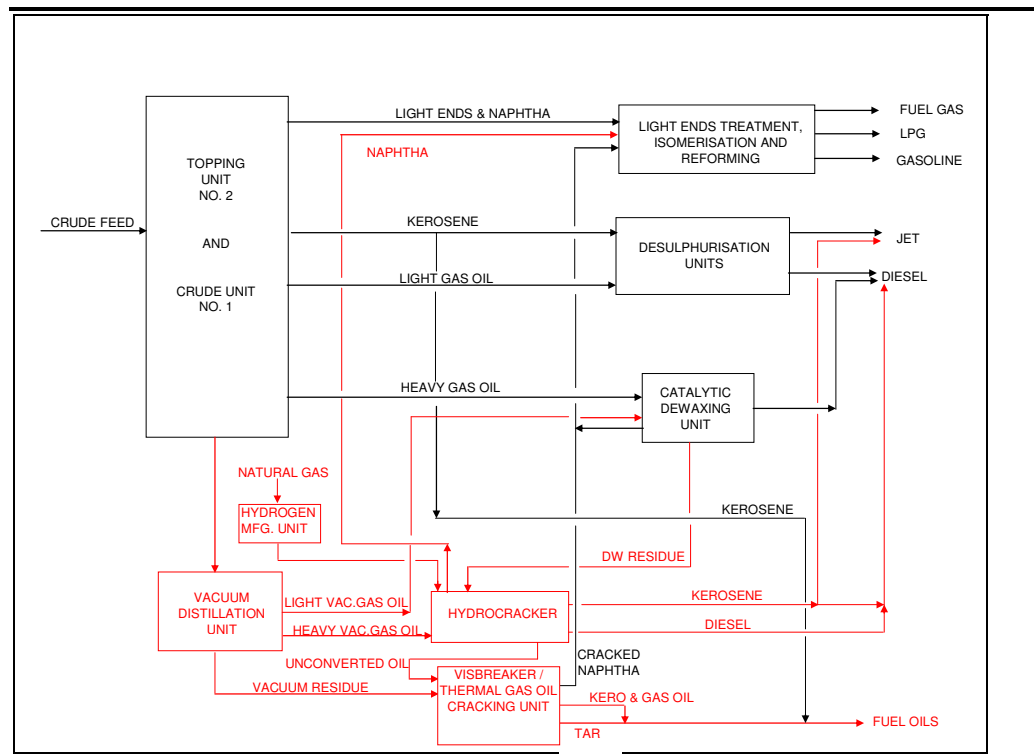 LIGHT ENDS & NAPHTHA
NAPHTHA
LIGHT ENDS TREATMENT,
ISOMERISATION AND
REFORMING
FUEL GAS
LPG
GASOLINE
TOPPING
UNIT
NO. 2
AND
CRUDE UNIT
NO. 1
CRUDE FEED
KEROSENE
LIGHT GAS OIL
DESULPHURISATION
UNITS
JET
DIESEL
HEAVY GAS OIL
CATALYTIC
DEWAXING
UNIT
NATURAL GAS
HYDROGEN
MFG. UNIT
KEROSENE
DW RESIDUE
VACUUM
DISTILLATION
UNIT
LIGHT VAC.GAS OIL
HEAVY VAC.GAS OIL
HYDROCRACKER
KEROSENE
DIESEL
UNCONVERTED OIL
VACUUM RESIDUE
VISBREAKER /
THERMAL GAS OIL
CRACKING UNIT
CRACKED
NAPHTHA
KERO & GAS OIL
TAR
FUEL OILS